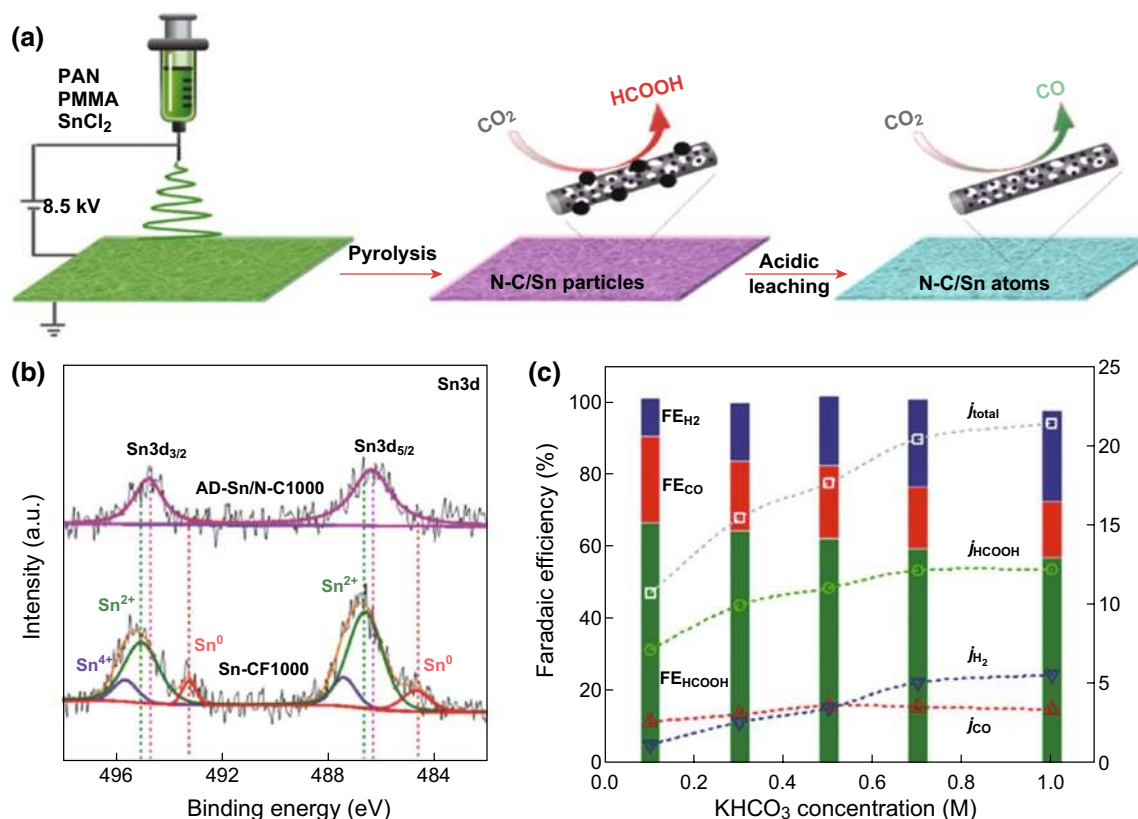 (a)
PAN
PMMA
SnCl2
8.5 kV
Pyrolysis
CO2
HCOOH
N-C/Sn particles
Acidic
leaching
CO2
CO
N-C/Sn atoms
(b)
Sn3d
Sn3d3/2
Sn3d5/2
AD-Sn/N-C1000
Sn2+
Sn2+
Sn4+
Sn0
Sn-CF1000
Sn0
Intensity (a.u.)
496
492
488
484
Binding energy (eV)
(c)
FEH2
FECO
FEHCOOH
jtotal
jHCOOH
jH2
jCO
Faradaic efficiency (%)
100
80
60
40
20
0
25
20
15
10
5
0
0.0
0.2
0.4
0.6
0.8
1.0
KHCO3 concentration (M)